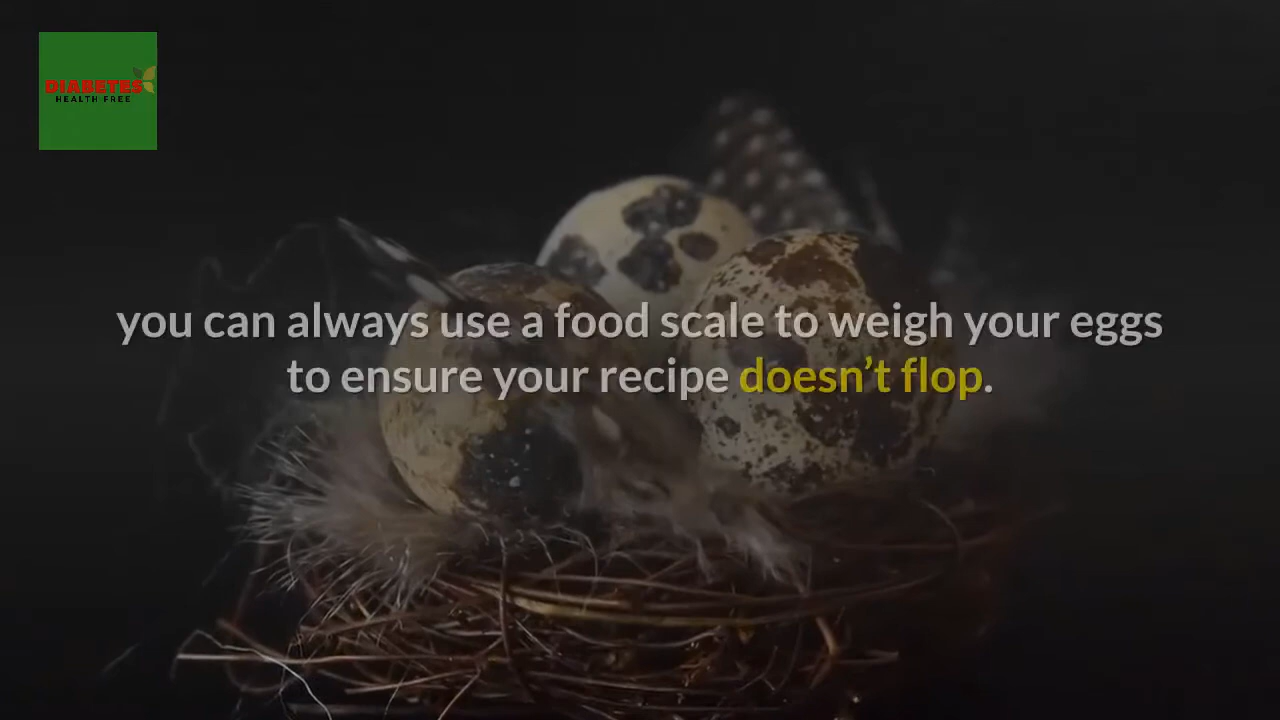 DIABETES
HEALTH FREE
you can always use a food scale to weigh your eggs
to ensure your recipe doesn’t flop.